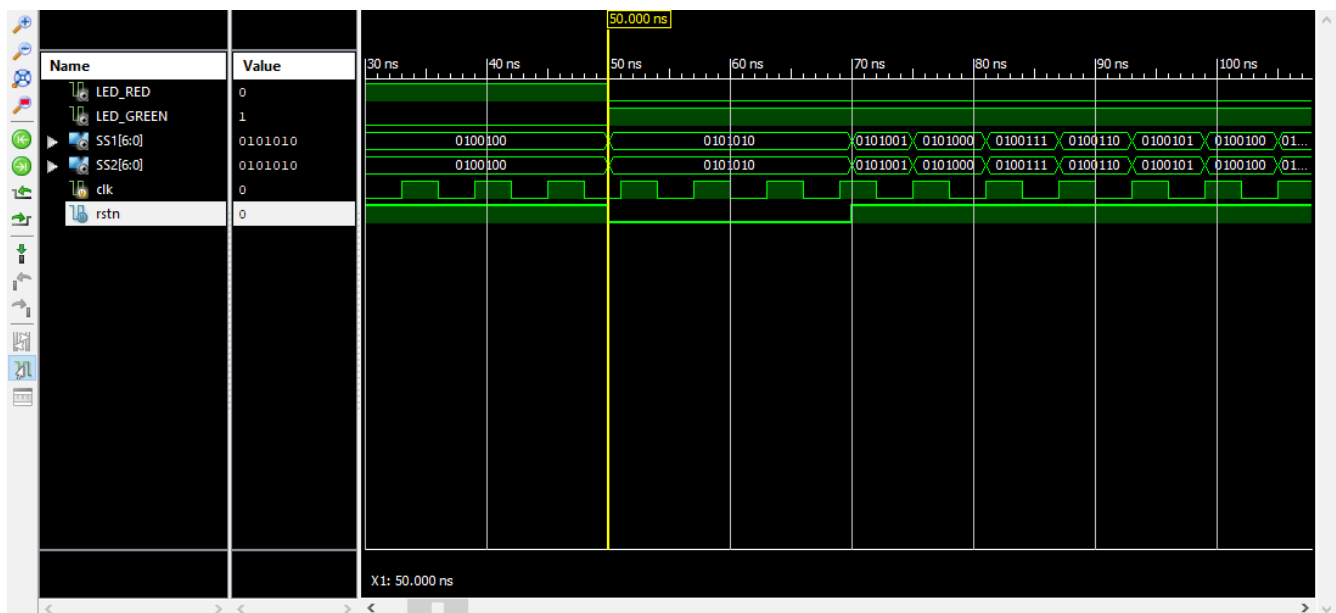 50.000 ns
Name Value 30 ns 40 ns 50 ns 60 ns 70 ns 80 ns 90 ns 100 ns
LED_RED 0
LED_GREEN 1
SS1[6:0] 0101010 0100100 0101010 0101001 0101000 0100111 0100110 0100101 0100100 01...
SS2[6:0] 0101010 0100100 0101010 0101001 0101000 0100111 0100110 0100101 0100100 01...
clk 0
rstn 0
X1: 50.000 ns